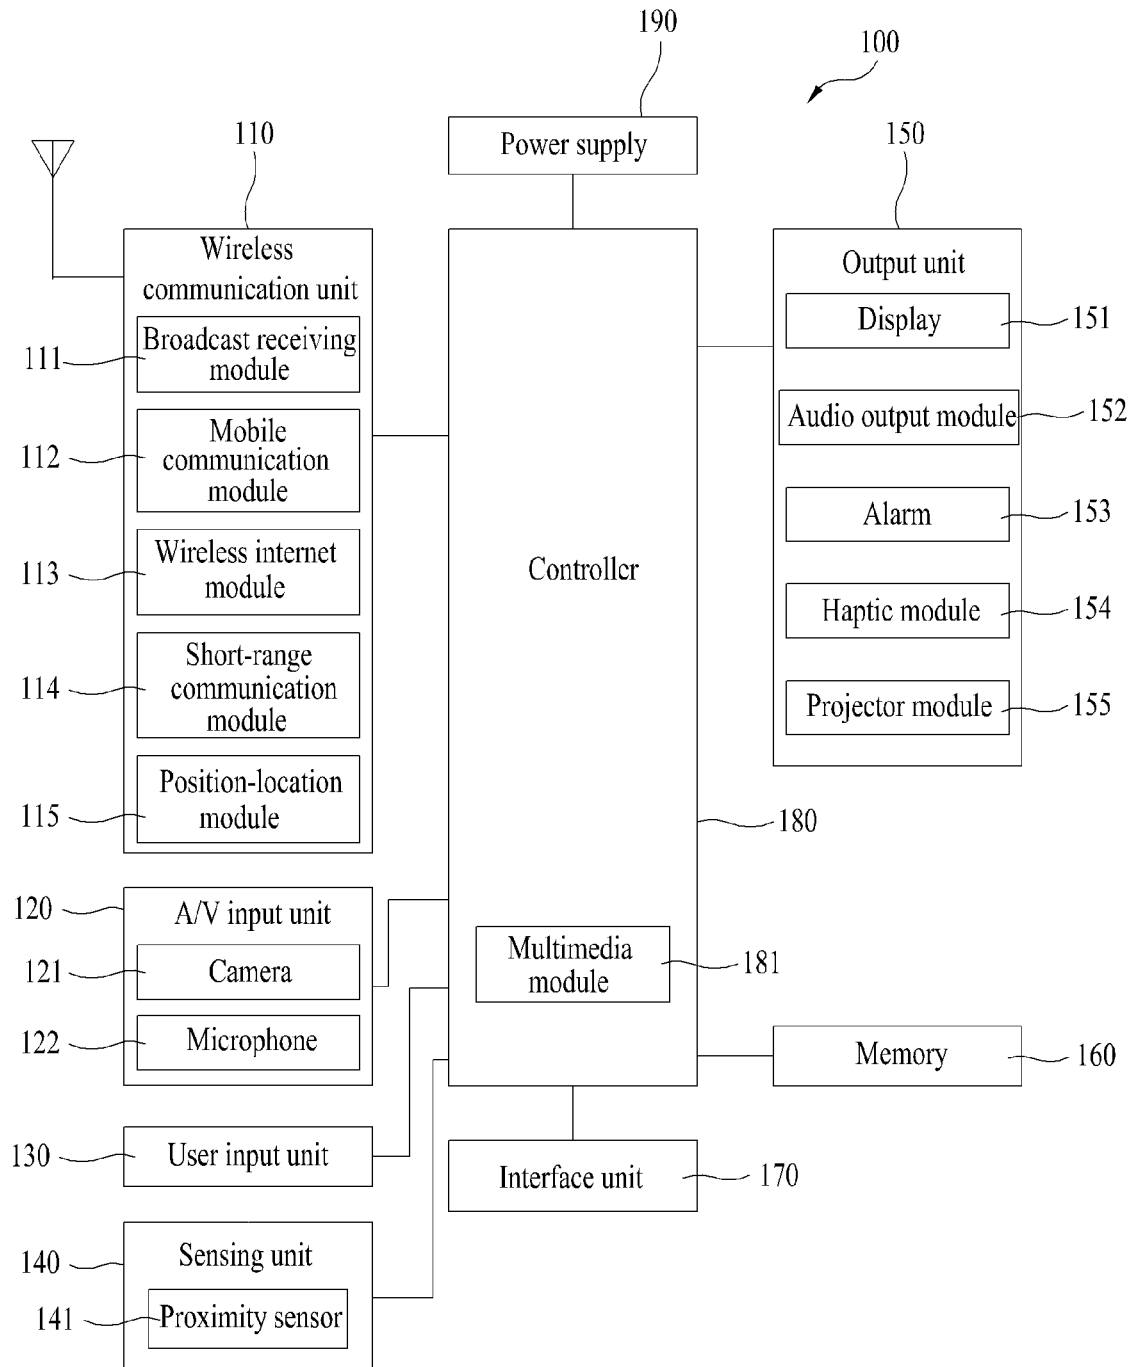 190
100
Power supply
110
150
Wireless
communication unit
Broadcast receiving
module
111
Mobile
communication
module
112
Wireless internet
module
113
Short-range
communication
module
114
Position-location
module
115
Controller
180
Multimedia
module
181
Output unit
Display
151
Audio output module
152
Alarm
153
Haptic module
154
Projector module
155
120
A/V input unit
121
Camera
122
Microphone
Memory
160
130
User input unit
Interface unit
170
140
Sensing unit
141
Proximity sensor